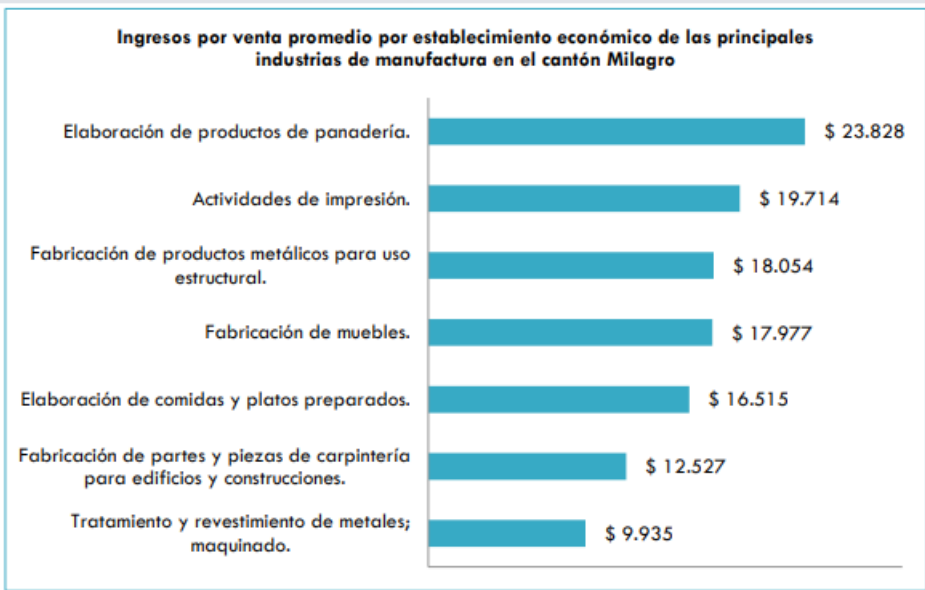 Ingresos por venta promedio por establecimiento económico de las principales
industrias de manufactura en el cantón Milagro
Elaboración de productos de panadería.
$ 23.828
Actividades de impresión.
$ 19.714
Fabricación de productos metálicos para uso
estructural.
$ 18.054
Fabricación de muebles.
$ 17.977
Elaboración de comidas y platos preparados.
$ 16.515
Fabricación de partes y piezas de carpintería
para edificios y construcciones.
$ 12.527
Tratamiento y revestimiento de metales;
maquinado.
$ 9.935